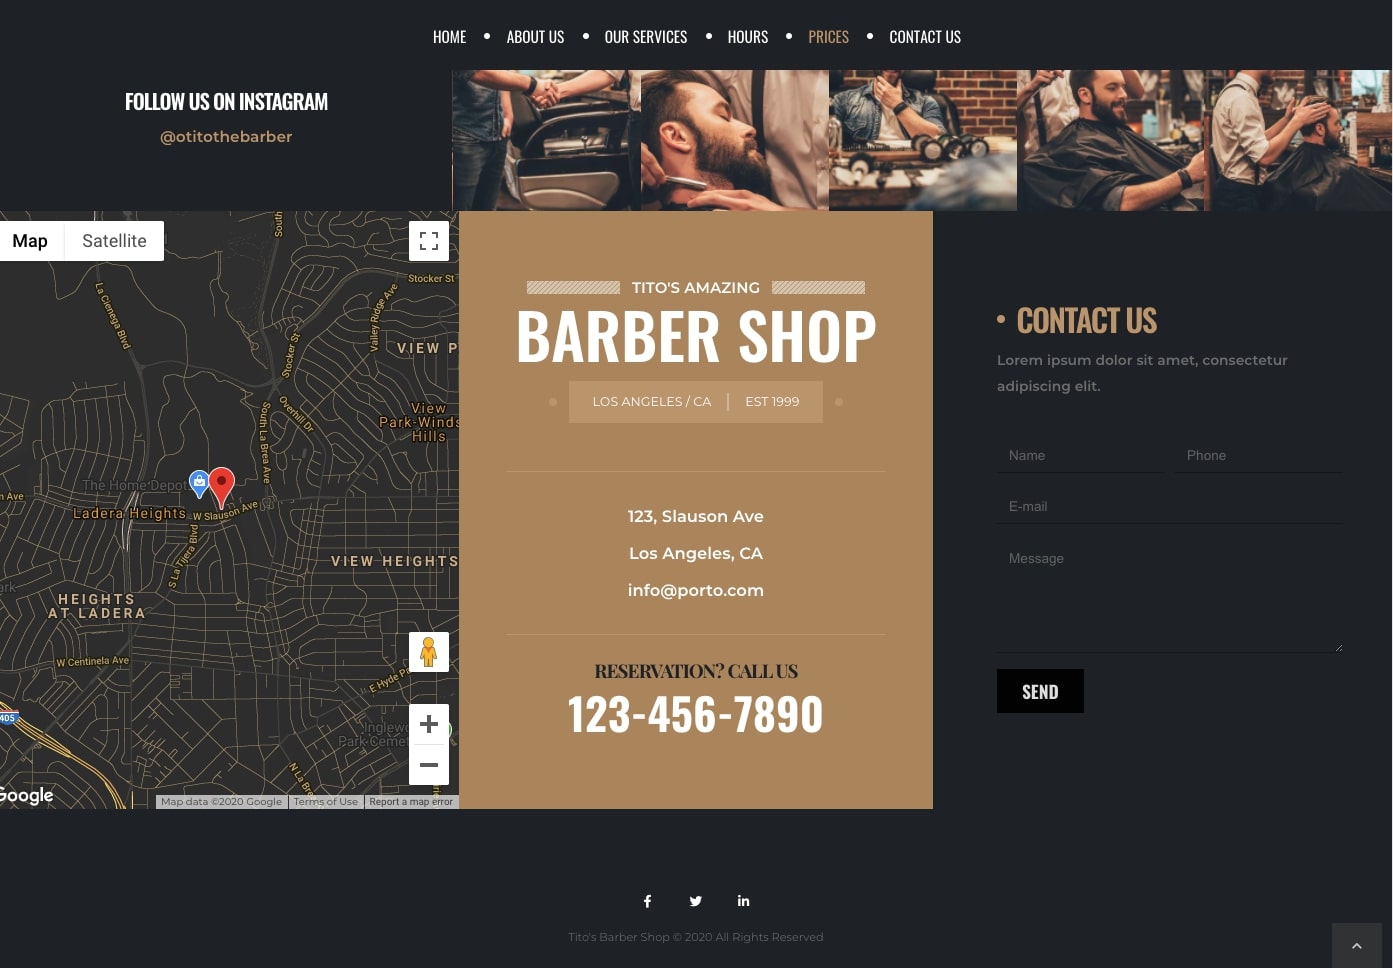 HOME
ABOUT US
OUR SERVICES
HOURS
PRICES
CONTACT US
FOLLOW US ON INSTAGRAM
@otitothebarber
Map
Satellite
Stocker St
La Cienega Blvd
Valley Ridge Ave
Stocker St
VIEW P
View
Park-Winds
Hills
Overhill Dr
South La Brea Ave
The Home Depot
Ladera Heights
W Slauson Ave
S La Tijera Blvd
VIEW HEIGHTS
HEIGHTS
AT LADERA
W Centinela Ave
E Hyde P
405
Inglew
Park Cemet
N La Bre
Google
Map data ©2020 Google
Terms of Use
Report a map error
TITO'S AMAZING
BARBER SHOP
LOS ANGELES / CA
EST 1999
123, Slauson Ave
Los Angeles, CA
info@porto.com
RESERVATION? CALL US
123-456-7890
CONTACT US
Lorem ipsum dolor sit amet, consectetur
adipiscing elit.
Name
Phone
E-mail
Message
SEND
Tito's Barber Shop © 2020 All Rights Reserved